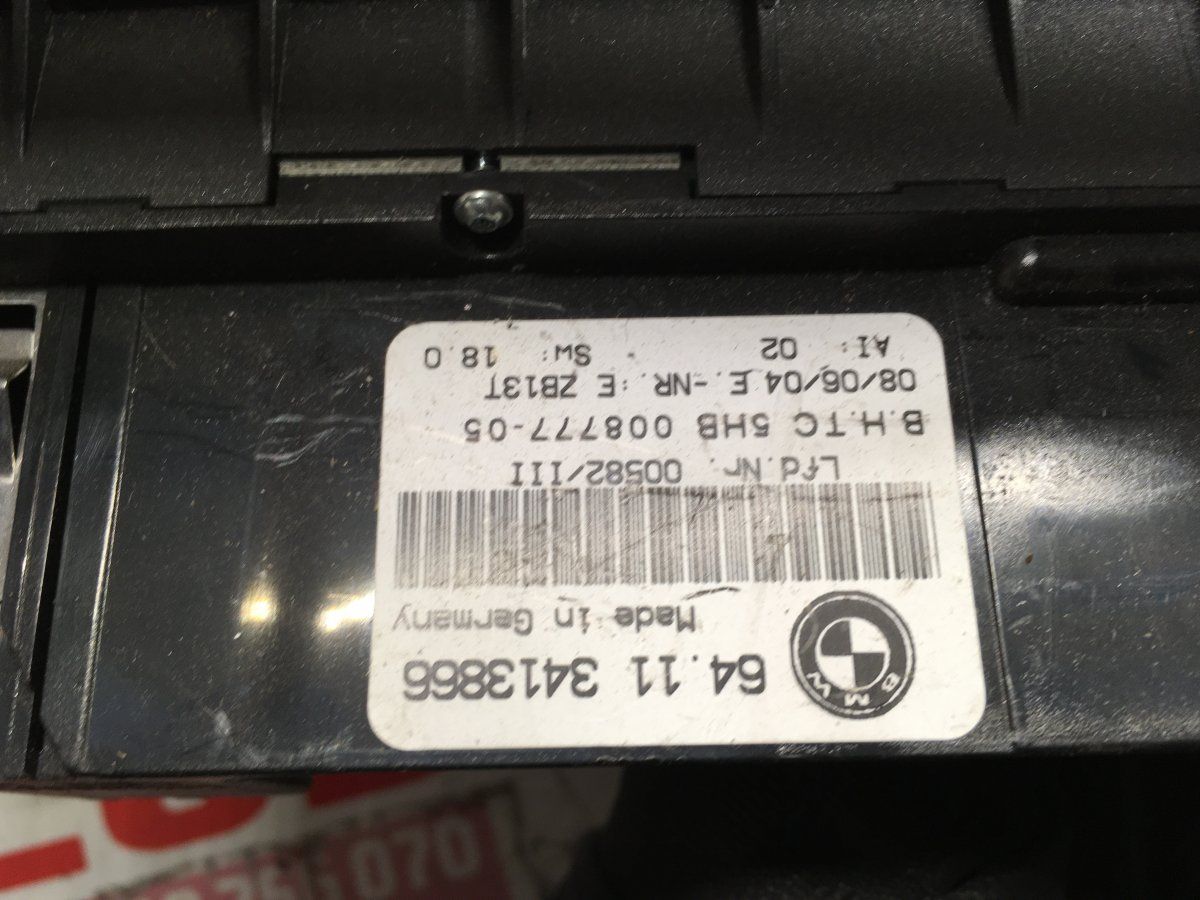 BMW
64.11 3413866
Made in Germany
Lfd.Nr. 00582/III
B.H.TC 5HB 008777-05
08/06/04 E.-NR.:E ZB13T
AI: 02 SW: 18.0
070